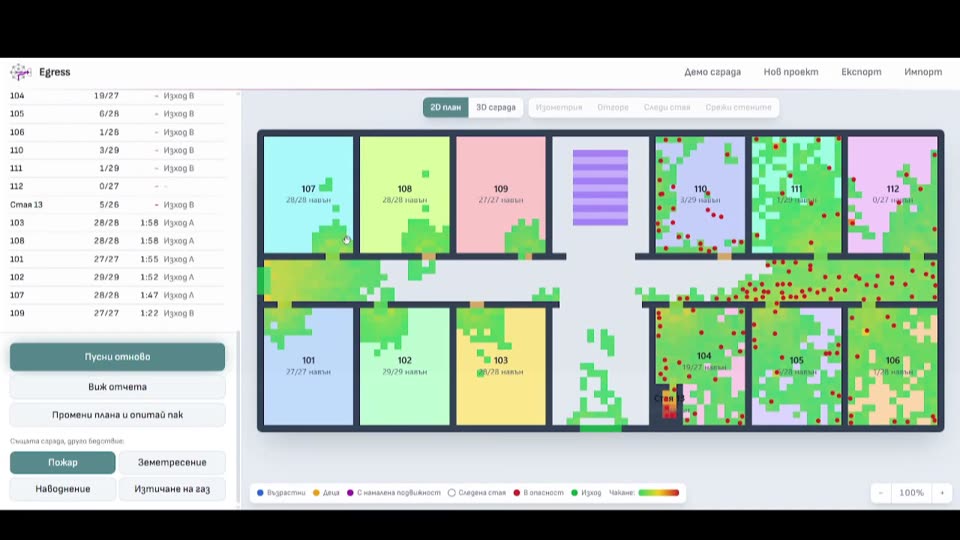 Egress
Демо сграда Нов проект Експорт Импорт
2D план 3D сграда Изометрия Отгоре Следи стая Срежи стените
104 19/27 - Изход B
105 6/28 - Изход B
106 1/28 - Изход B
110 3/29 - Изход B
111 1/29 - Изход B
112 0/27 - -
Стая 13 5/26 - Изход B
103 28/28 1:58 Изход A
108 28/28 1:58 Изход A
101 27/27 1:55 Изход A
102 29/29 1:52 Изход A
107 28/28 1:47 Изход A
109 27/27 1:22 Изход B
Пусни отново
Виж отчета
Промени плана и опитай пак
Същата сграда, друго бедствие:
Пожар Земетресение
Наводнение Изтичане на газ
107
28/28 навън
108
28/28 навън
109
27/27 навън
110
3/29 навън
111
1/29 навън
112
0/27 навън
101
27/27 навън
102
29/29 навън
103
28/28 навън
104
19/27 навън
105
6/28 навън
106
1/28 навън
Стая 13
Възрастни Деца С намалена подвижност Следена стая В опасност Изход Чакане:
- 100% +